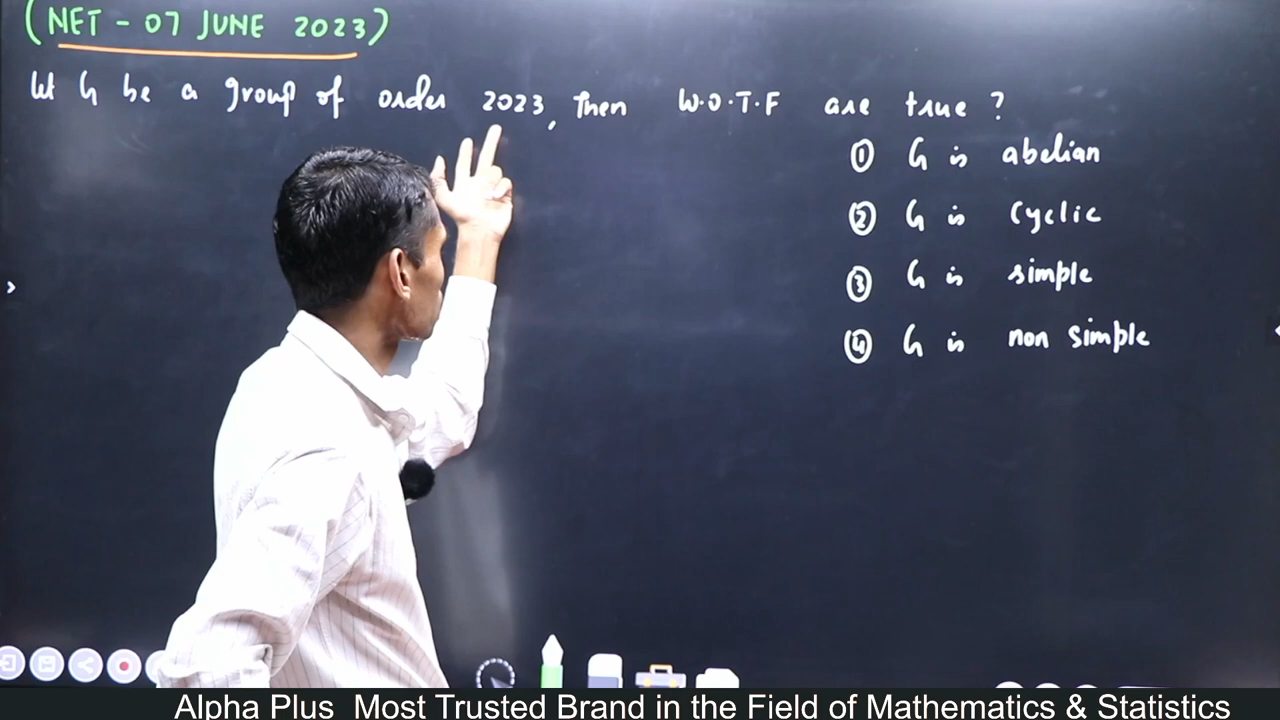 (NET - 07 JUNE 2023)
let G be a group of order 2023, Then W.O.T.F are true ?
① G is abelian
② G is cyclic
③ G is simple
④ G is non simple
Alpha Plus Most Trusted Brand in the Field of Mathematics & Statistics